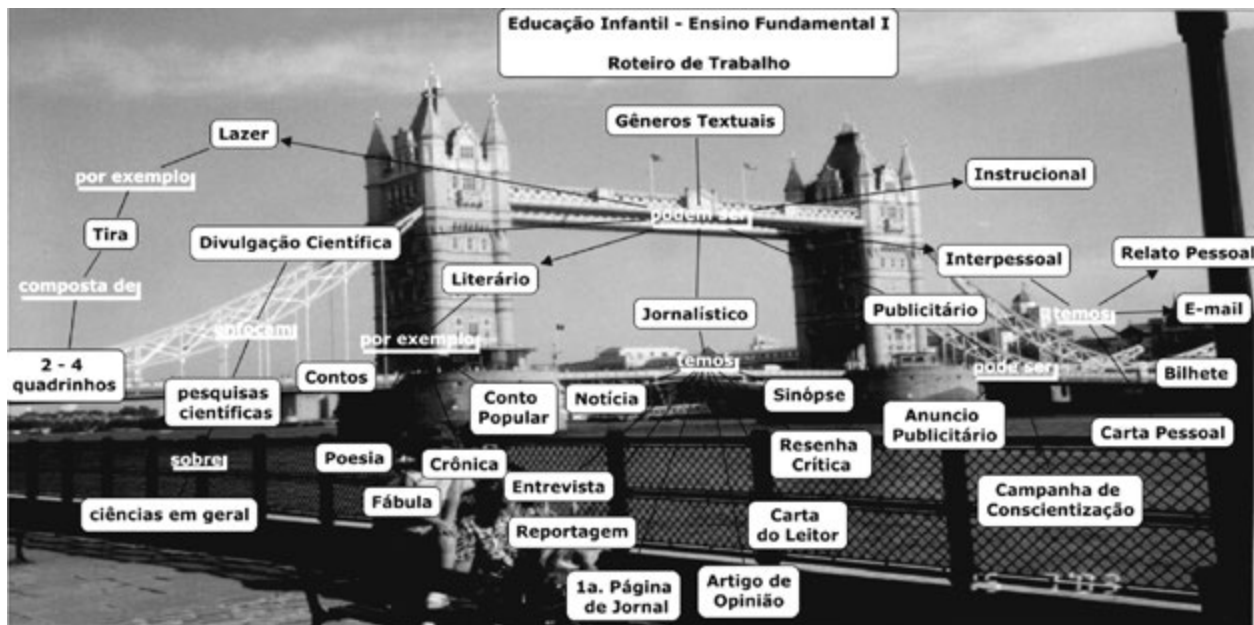 Educação Infantil - Ensino Fundamental I
Roteiro de Trabalho
Gêneros Textuais
Lazer
por exemplo
Tira
composta de
2 - 4
quadrinhos
Divulgação Científica
enfocam
pesquisas
científicas
sobre
ciências em geral
podem ser
Literário
por exemplo
Contos
Conto
Popular
Poesia
Crônica
Fábula
Jornalístico
temos
Notícia
Sinópse
Entrevista
Resenha
Crítica
Reportagem
Carta
do Leitor
1a. Página
de Jornal
Artigo de
Opinião
Instrucional
Interpessoal
temos
Relato Pessoal
E-mail
Bilhete
Carta Pessoal
Publicitário
pode ser
Anuncio
Publicitário
Campanha de
Conscientização